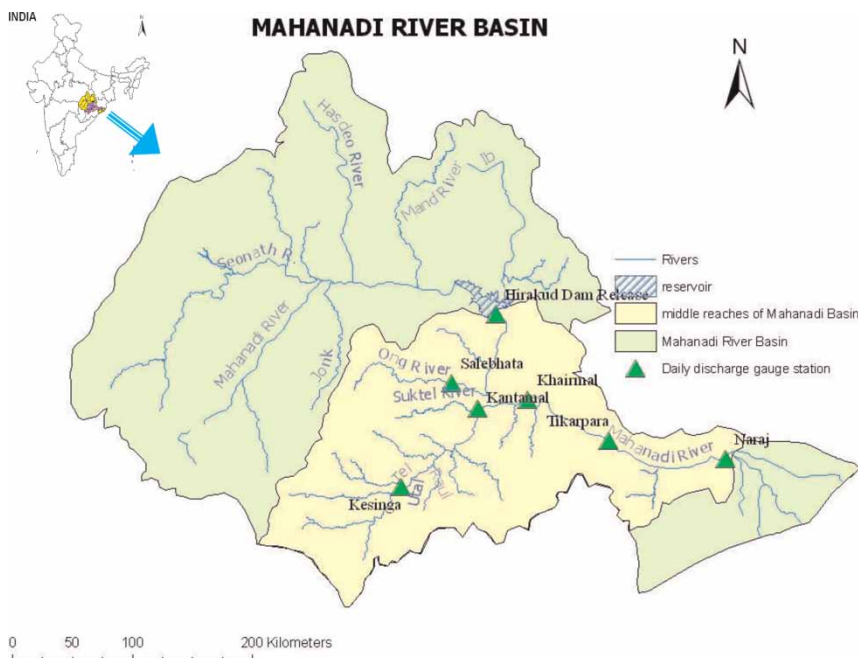 INDIA
N
MAHANADI RIVER BASIN
N
Hasdeo River
Mand River
Ib
Seonath R.
Mahanadi River
Jonk
Hirakud Dam Release
Ong River
Salebhata
Suktel River
Kantamal
Khairmal
Tikarpara
Mahanadi River
Naraj
Tel
Utai
Kesinga
Rivers
reservoir
middle reaches of Mahanadi Basin
Mahanadi River Basin
Daily discharge gauge station
0 50 100 200 Kilometers